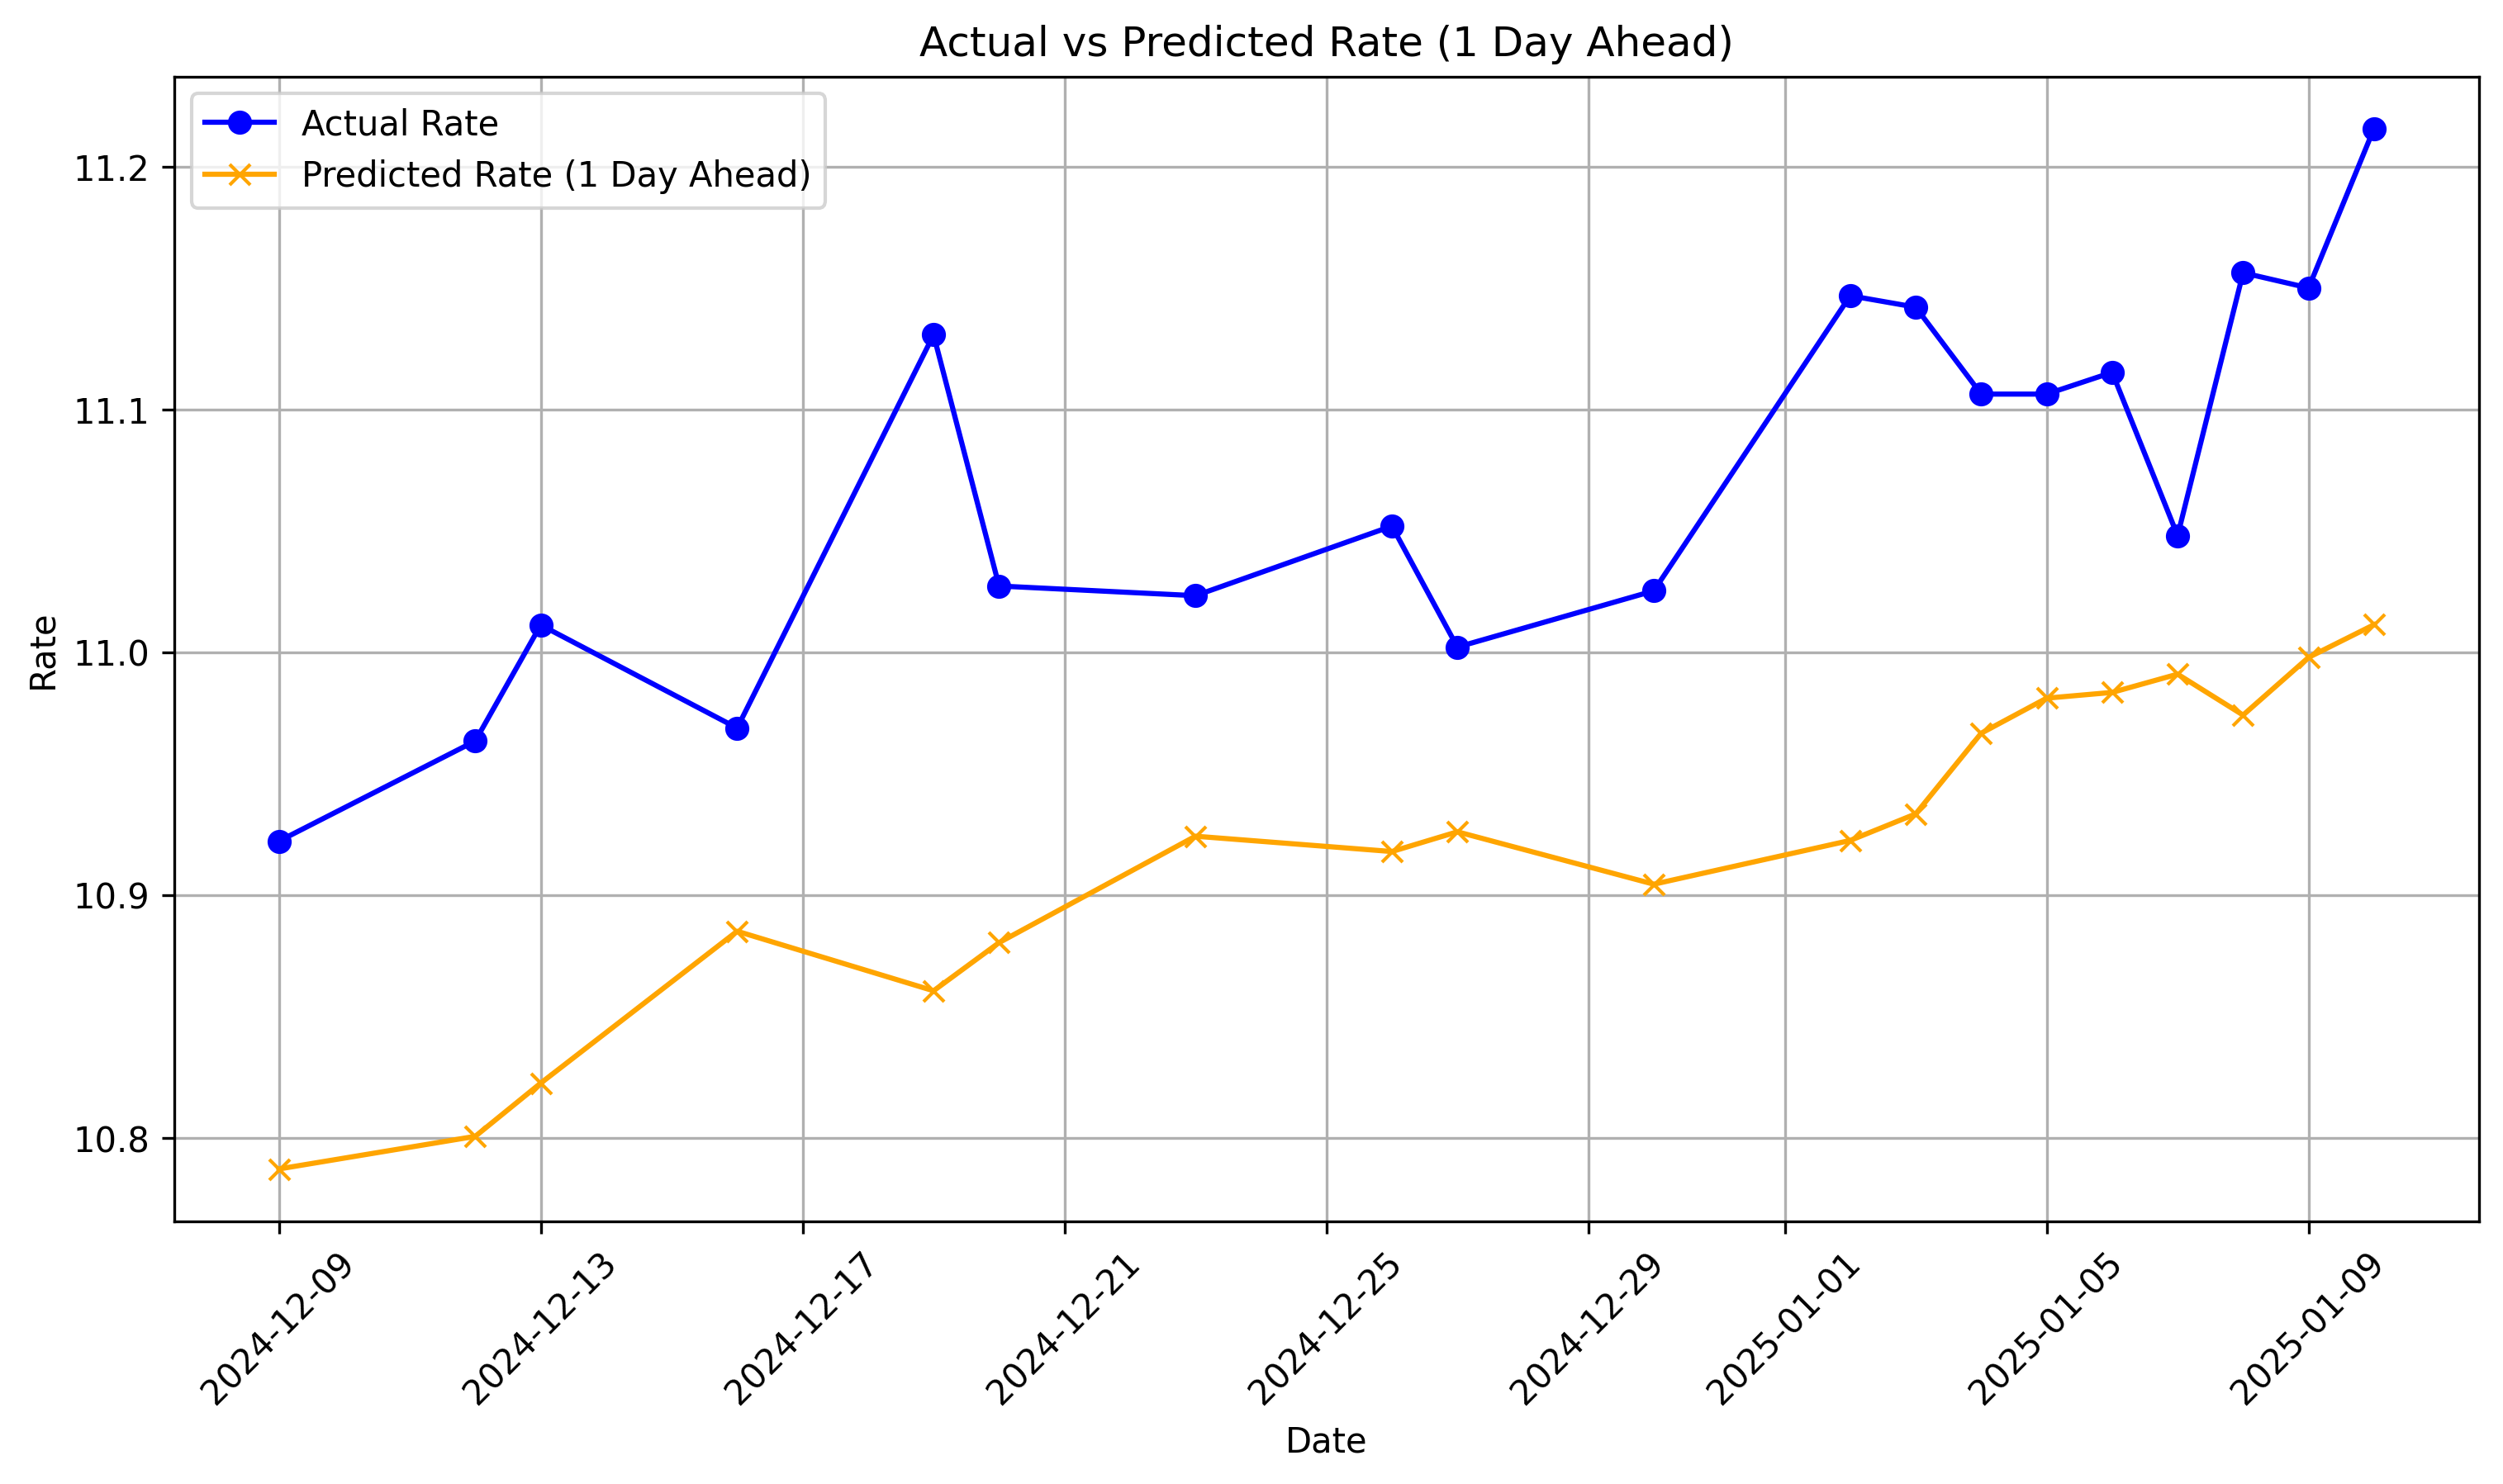 Actual vs Predicted Rate (1 Day Ahead)
Actual Rate
Predicted Rate (1 Day Ahead)
Rate
11.2
11.1
11.0
10.9
10.8
2024-12-09
2024-12-13
2024-12-17
2024-12-21
2024-12-25
2024-12-29
2025-01-01
2025-01-05
2025-01-09
Date